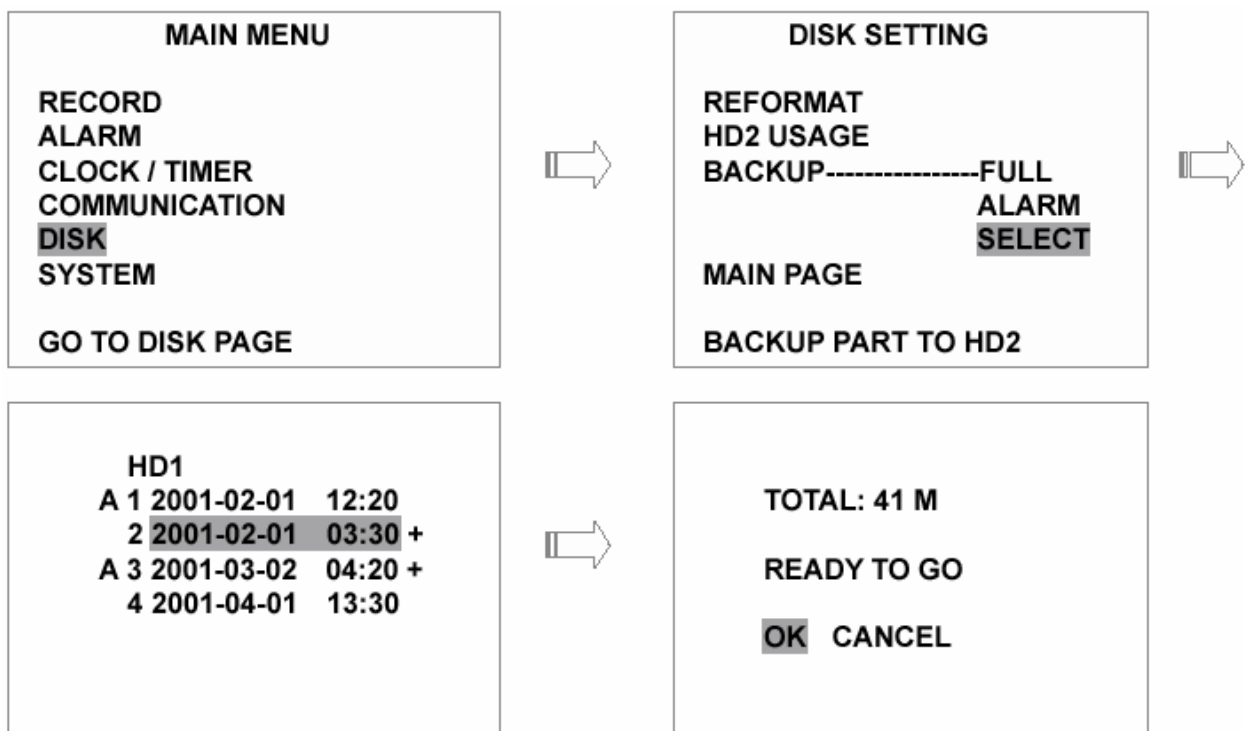 MAIN MENU
RECORD
ALARM
CLOCK / TIMER
COMMUNICATION
DISK
SYSTEM
GO TO DISK PAGE
DISK SETTING
REFORMAT
HD2 USAGE
BACKUP----------------FULL
ALARM
SELECT
MAIN PAGE
BACKUP PART TO HD2
HD1
A 1 2001-02-01 12:20
2 2001-02-01 03:30 +
A 3 2001-03-02 04:20 +
4 2001-04-01 13:30
TOTAL: 41 M
READY TO GO
OK CANCEL